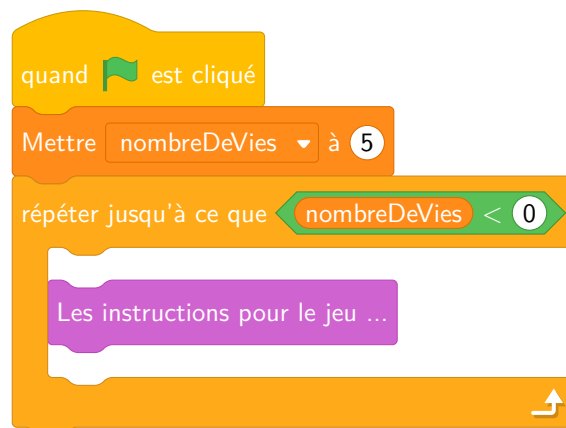 quand est cliqué
Mettre nombreDeVies à 5
répéter jusqu'à ce que nombreDeVies < 0
Les instructions pour le jeu ...